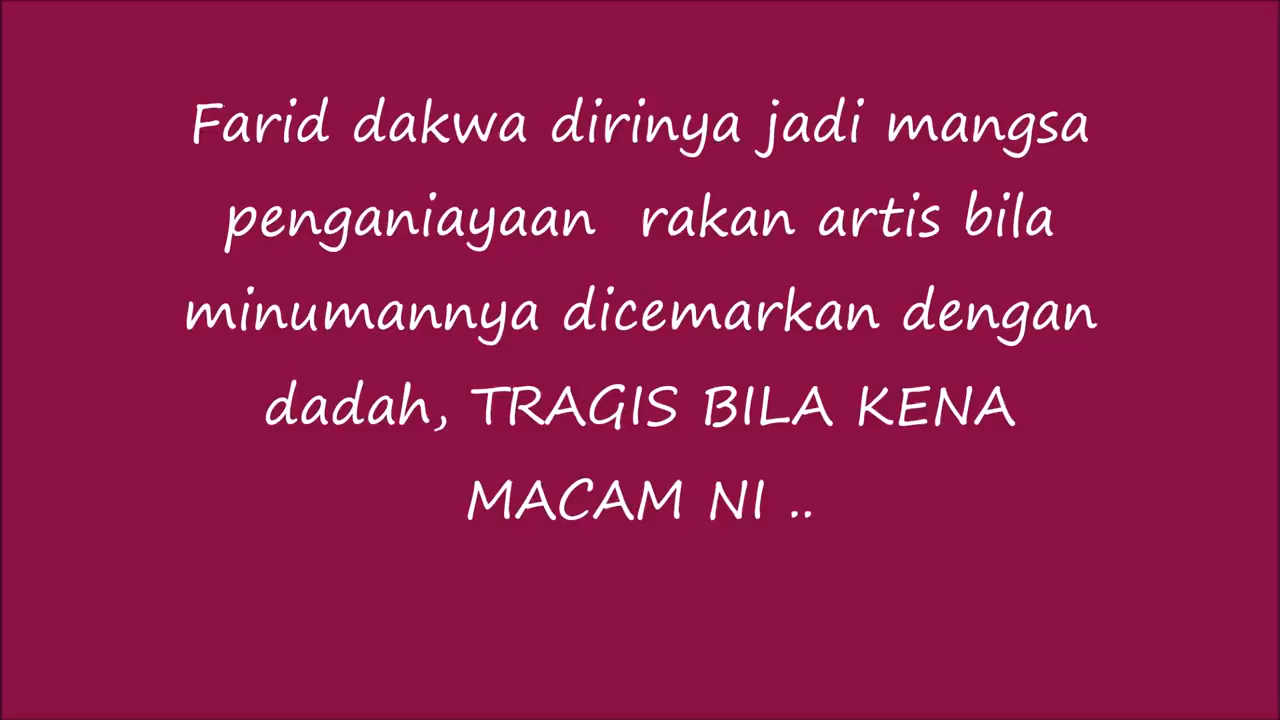 Farid dakwa dirinya jadi mangsa
penganiayaan  rakan artis bila
minumannya dicemarkan dengan
dadah, TRAGIS BILA KENA
MACAM NI ..